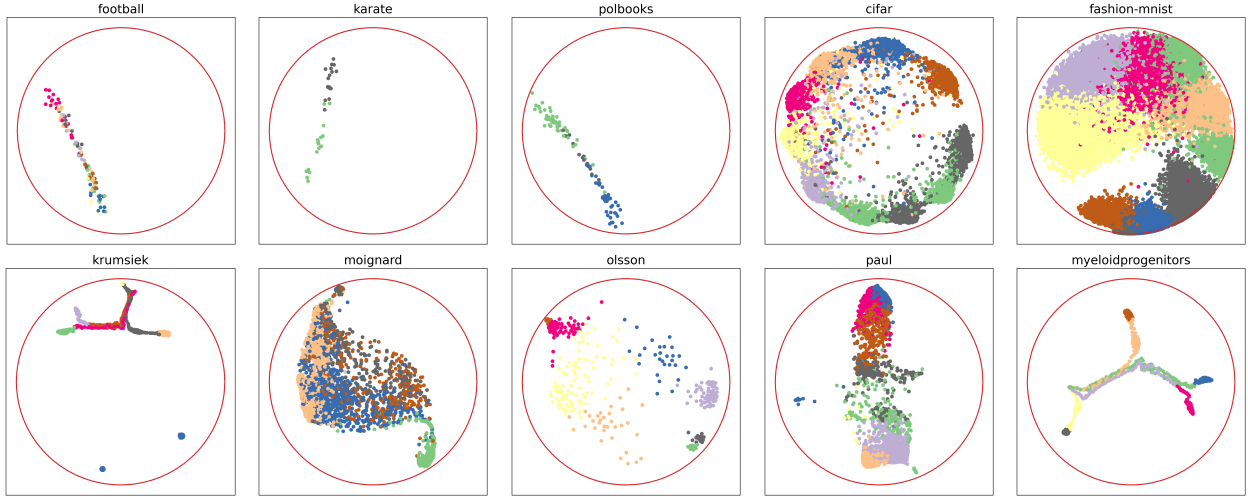 football
karate
polbooks
cifar
fashion-mnist
krumsiek
moignard
olsson
paul
myeloidprogenitors